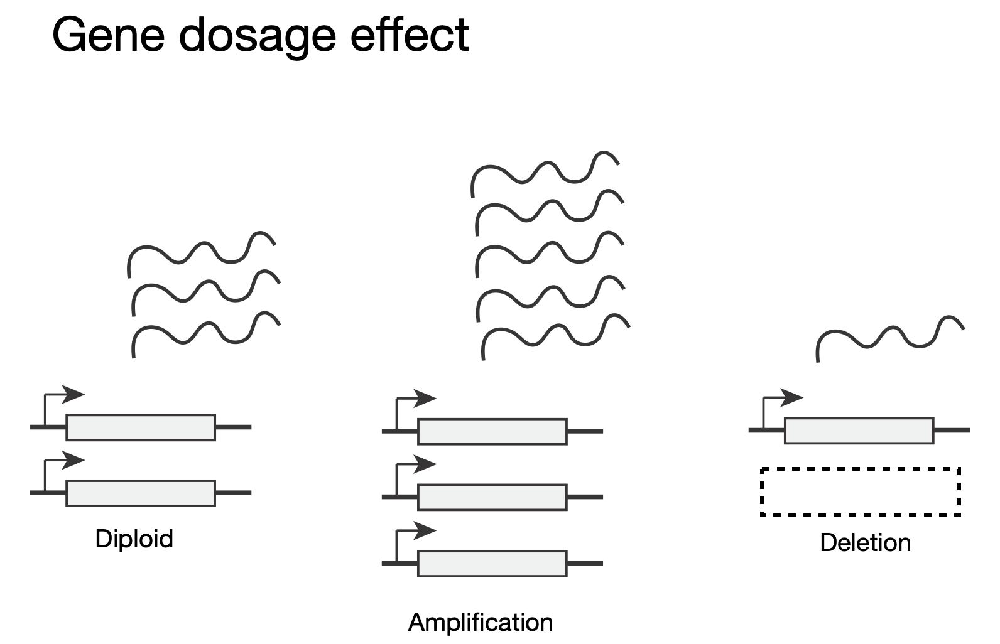 Gene dosage effect
Diploid
Amplification
Deletion